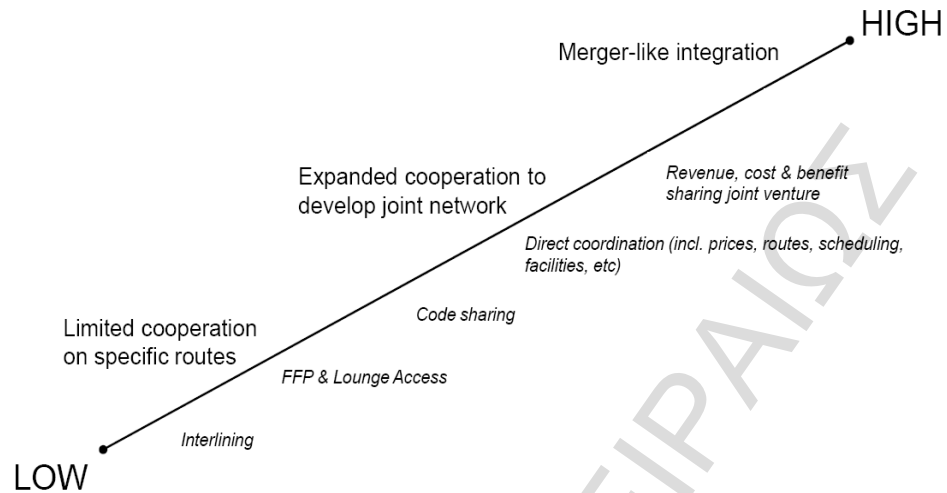 HIGH
Merger-like integration
Revenue, cost & benefit
sharing joint venture
Expanded cooperation to
develop joint network
Direct coordination (incl. prices, routes, scheduling,
facilities, etc)
Code sharing
Limited cooperation
on specific routes
FFP & Lounge Access
Interlining
LOW
ΕΙΡΑΙΩΣ